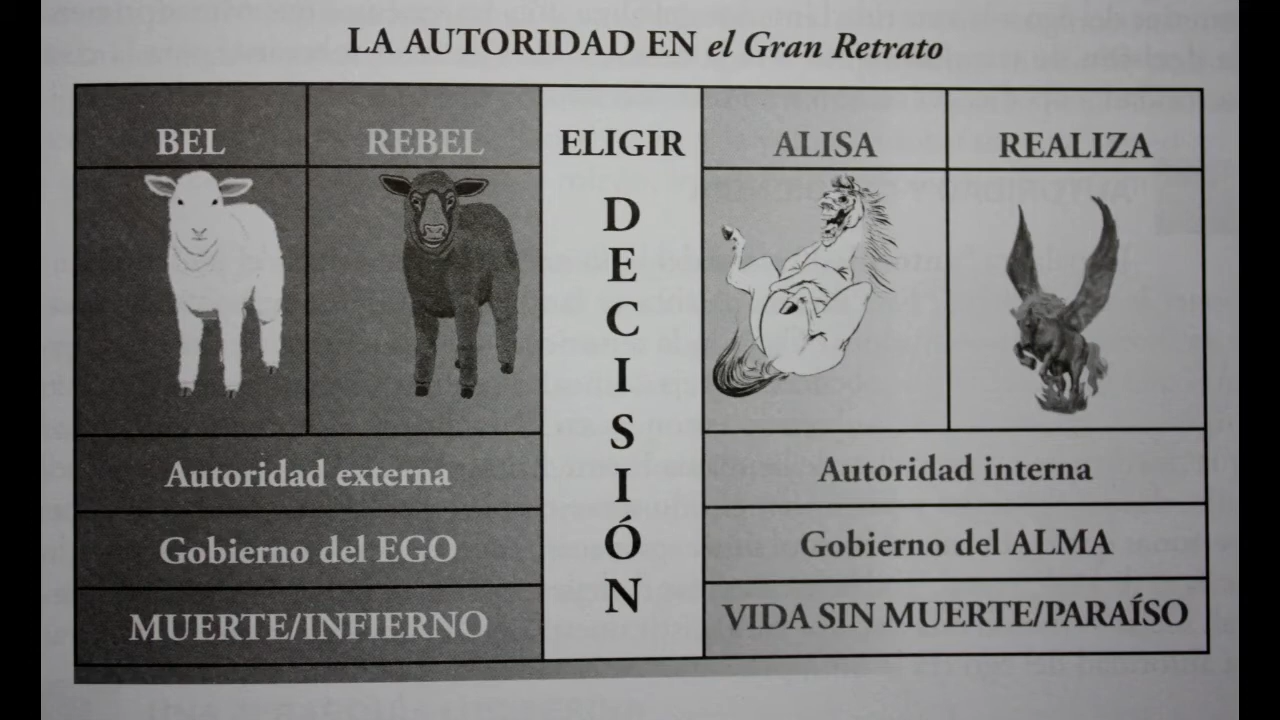 LA AUTORIDAD EN el Gran Retrato
BEL REBEL ELIGIR ALISA REALIZA
DECISIÓN
Autoridad externa
Autoridad interna
Gobierno del EGO
Gobierno del ALMA
MUERTE/INFIERNO
VIDA SIN MUERTE/PARAÍSO